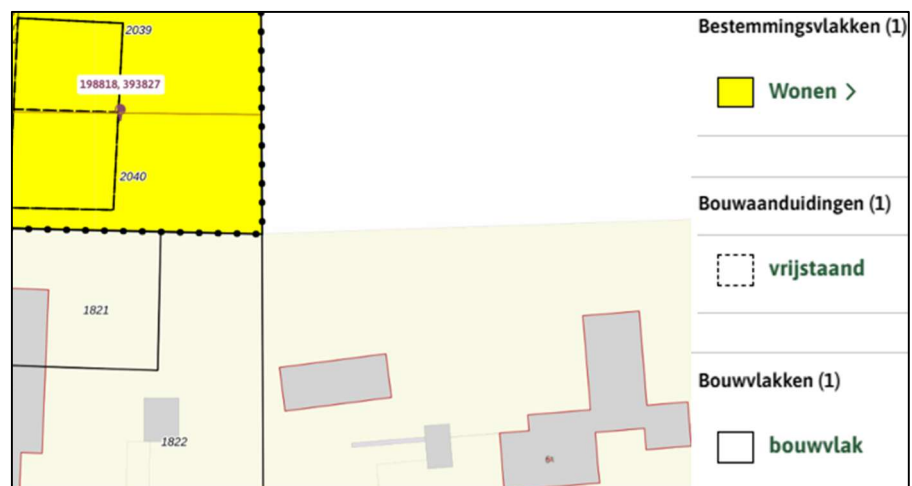 2039
198818, 393827
2040
1821
1822
Bestemmingsvlakken (1)
Wonen >
Bouwaanduidingen (1)
vrijstaand
Bouwvlakken (1)
bouwvlak